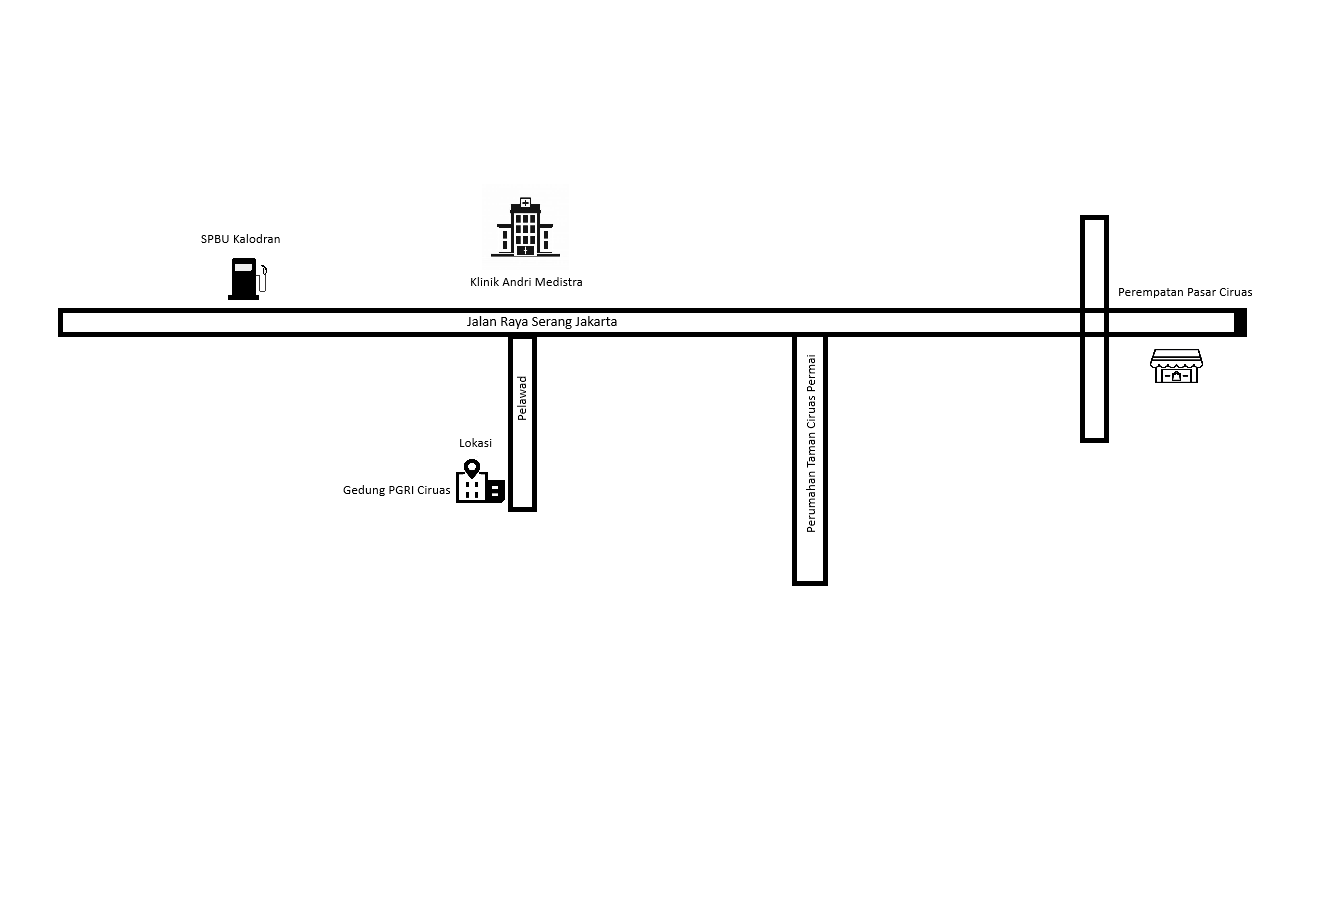 SPBU Kalodran
Klinik Andri Medistra
Perempatan Pasar Ciruas
Jalan Raya Serang Jakarta
Pelawad
Perumahan Taman Ciruas Permai
Lokasi
Gedung PGRI Ciruas